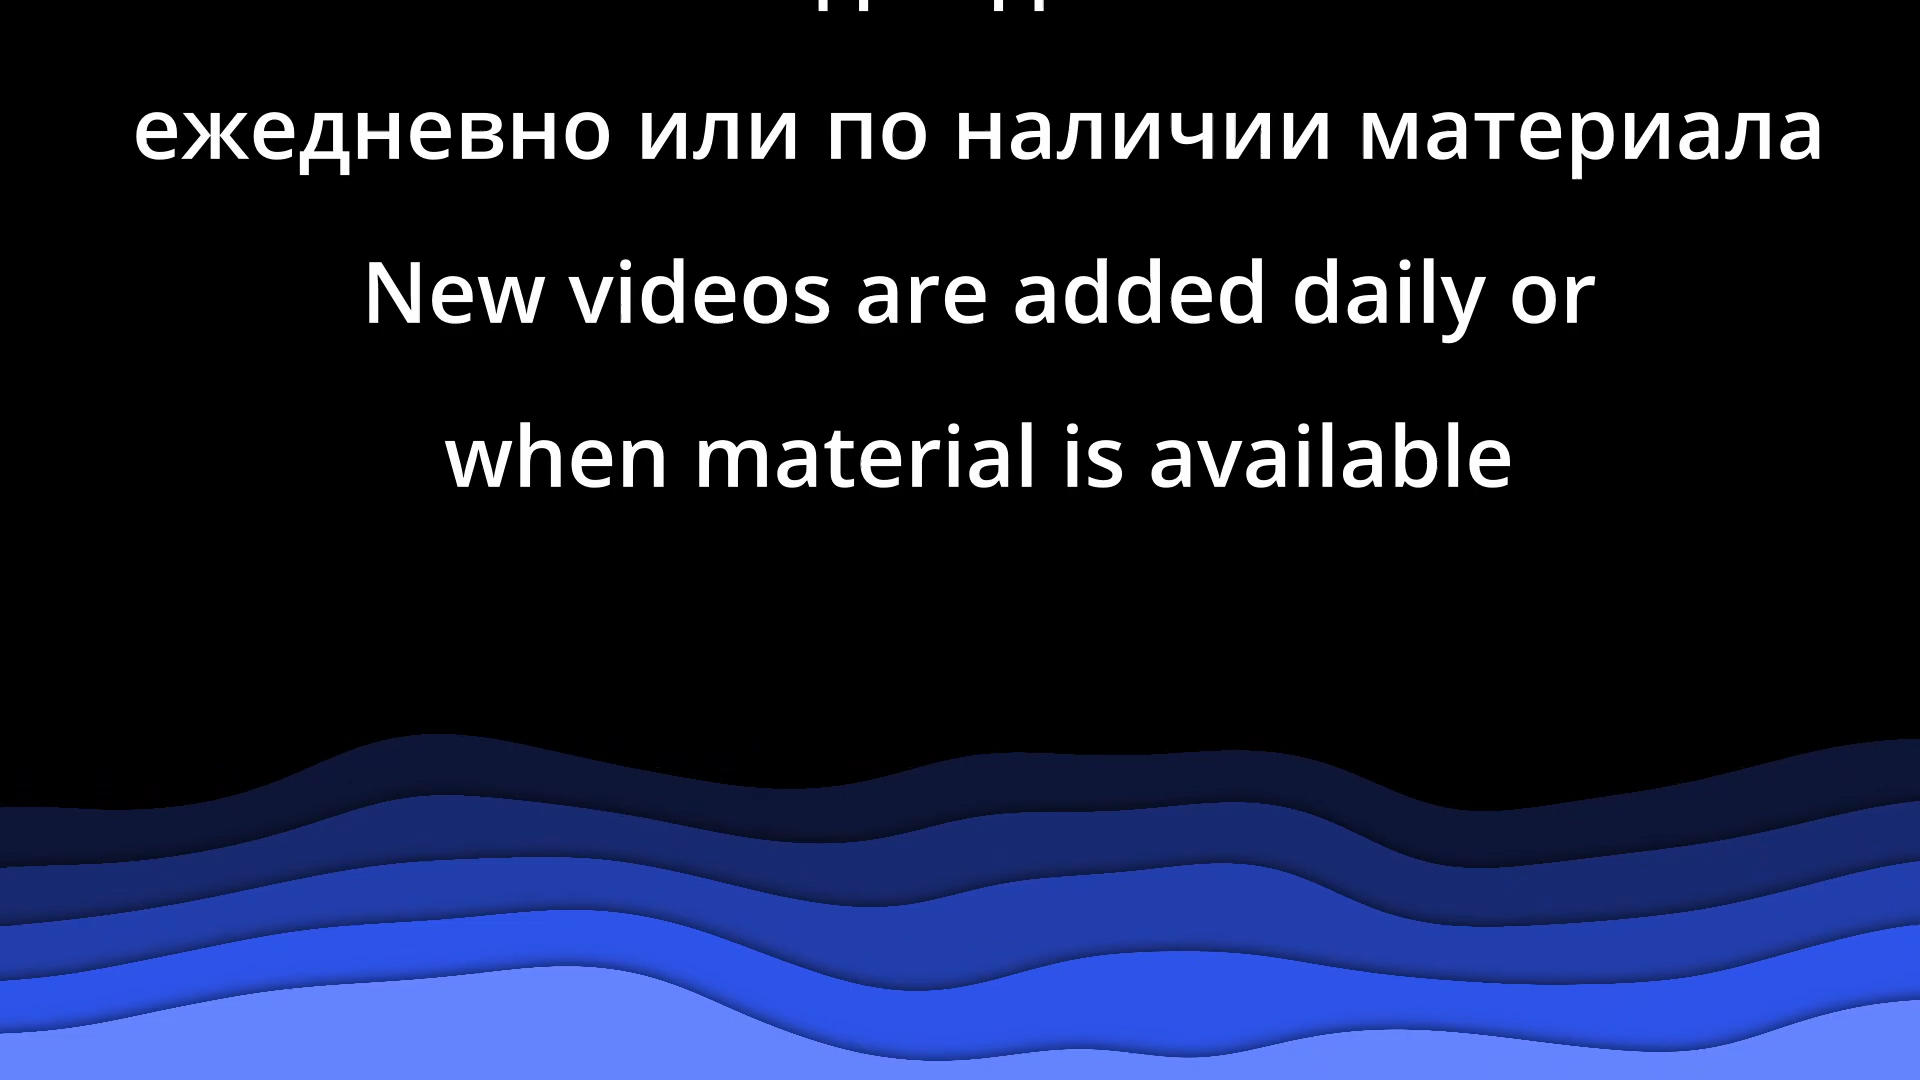 ежедневно или по наличии материала
New videos are added daily or
when material is available